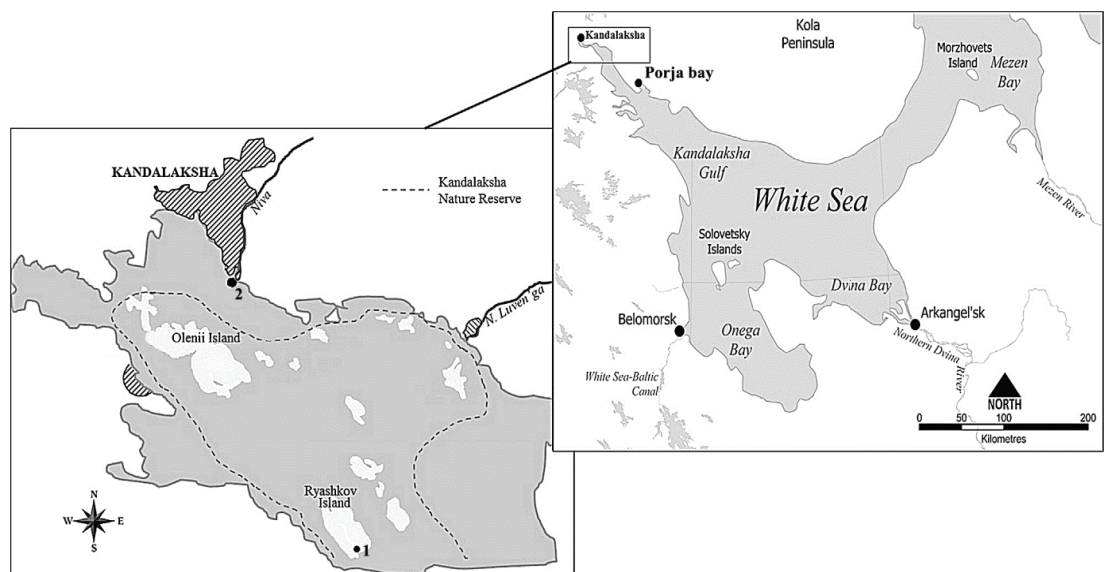 KANDALAKSHA
Niva
Kandalaksha
Nature Reserve
2
N. Luven'ga
Olenii Island
Ryashkov
Island
1
N
W
E
S
Kandalaksha
Kola
Peninsula
Morzhovets
Island
Mezen
Bay
Porja bay
Kandalaksha
Gulf
White Sea
Mezen River
Solovetsky
Islands
Dvina Bay
Belomorsk
Onega
Bay
Arkangel'sk
Northern Dvina
River
White Sea-Baltic
Canal
NORTH
0 50 100 200
Kilometres